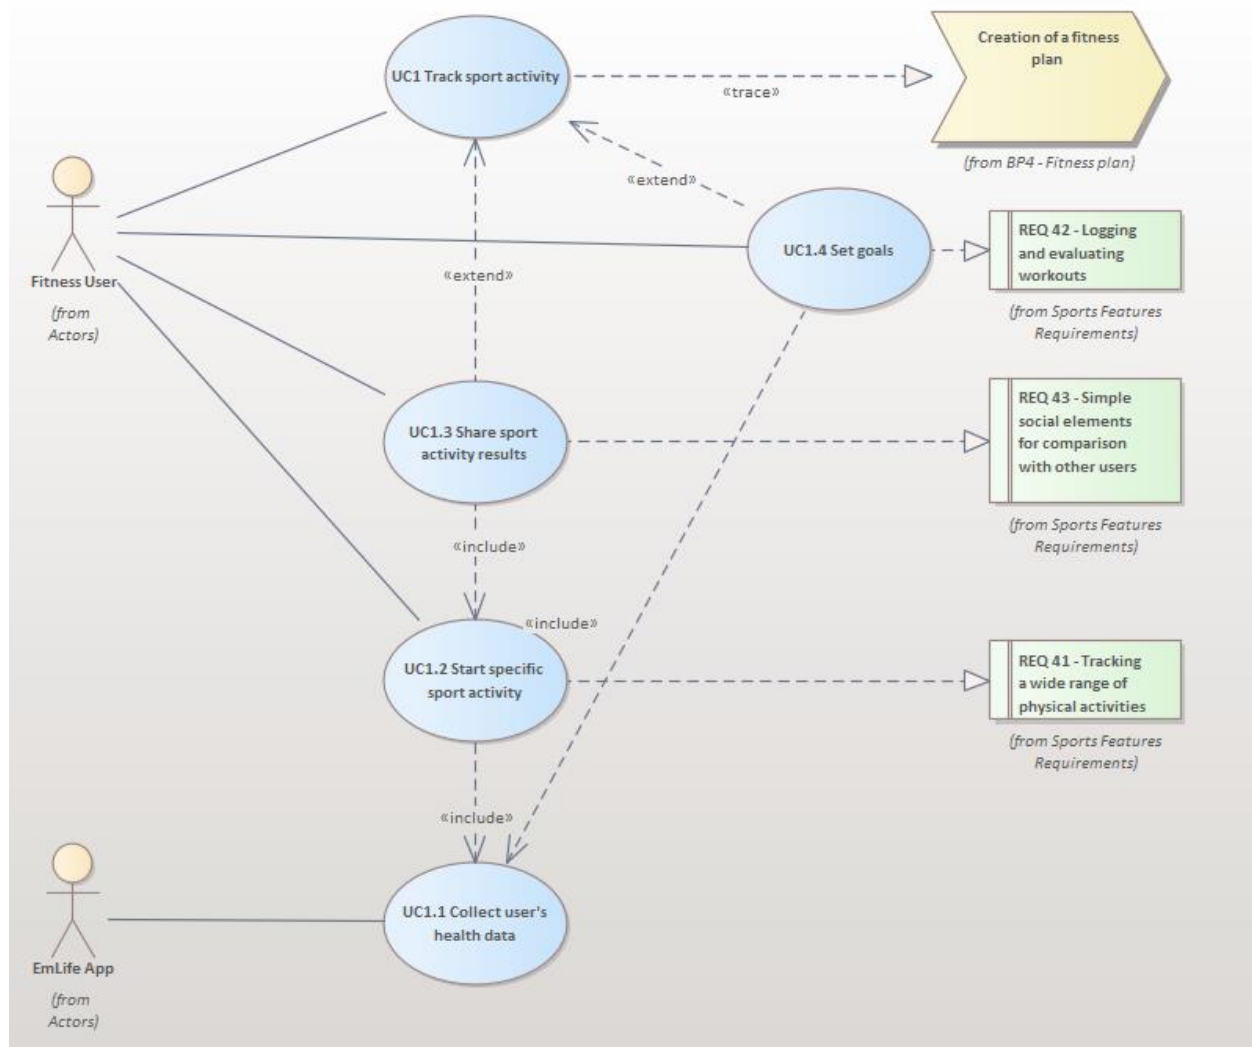 UC1 Track sport activity
«trace»
Creation of a fitness
plan
(from BP4 - Fitness plan)
«extend»
Fitness User
(from
Actors)
UC1.4 Set goals
REQ 42 - Logging
and evaluating
workouts
(from Sports Features
Requirements)
«extend»
UC1.3 Share sport
activity results
REQ 43 - Simple
social elements
for comparison
with other users
(from Sports Features
Requirements)
«include»
«include»
UC1.2 Start specific
sport activity
REQ 41 - Tracking
a wide range of
physical activities
(from Sports Features
Requirements)
«include»
EmLife App
(from
Actors)
UC1.1 Collect user's
health data